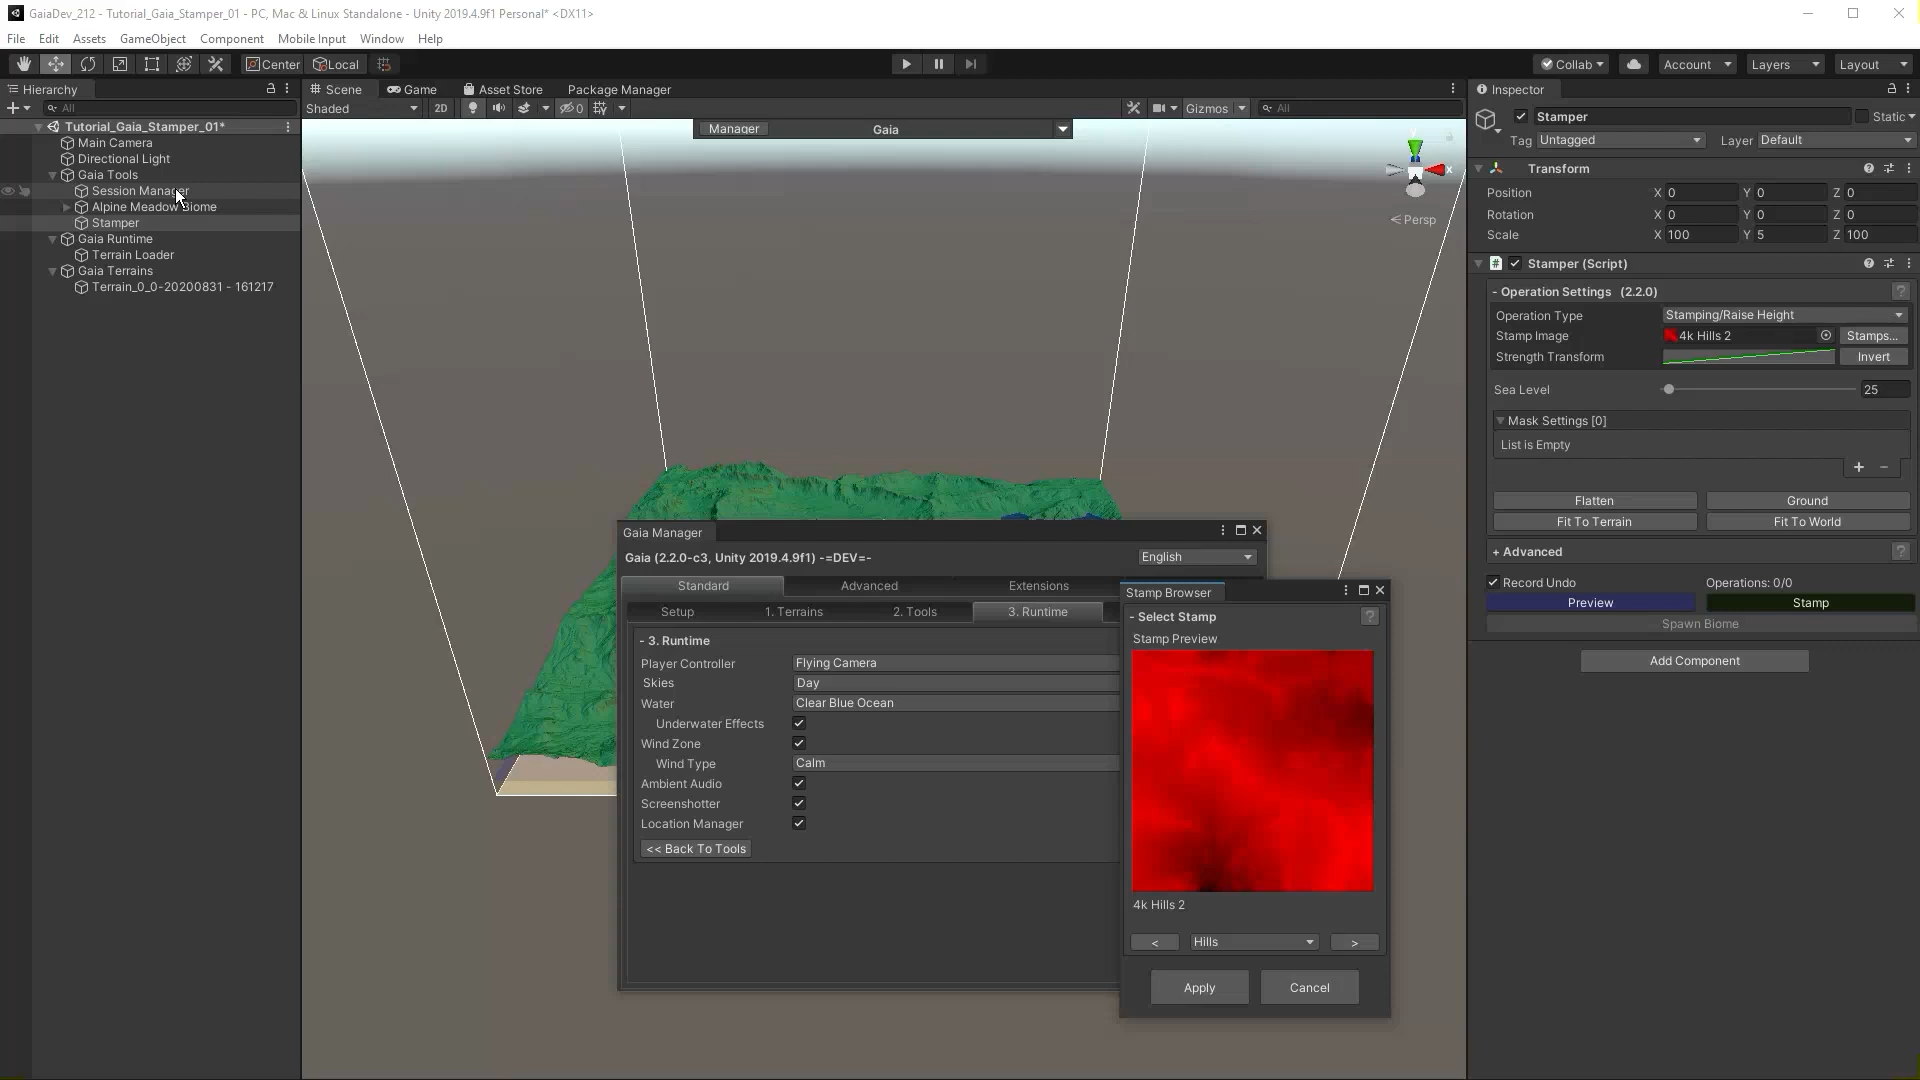 GaiaDev_212 - Tutorial_Gaia_Stamper_01 - PC, Mac & Linux Standalone - Unity 2019.4.9f1 Personal* <DX11>
File Edit Assets GameObject Component Mobile Input Window Help
Center Local Collab Account Layers Layout
Hierarchy
All
Tutorial_Gaia_Stamper_01*
Main Camera
Directional Light
Gaia Tools
Session Manager
Alpine Meadow Biome
Stamper
Gaia Runtime
Terrain Loader
Gaia Terrains
Terrain_0_0-20200831 - 161217
Scene Game Asset Store Package Manager
Shaded 2D 0 Gizmos All
Manager Gaia
x
Persp
Gaia Manager
Gaia (2.2.0-c3, Unity 2019.4.9f1) -=DEV=- English
Standard Advanced Extensions
Setup 1. Terrains 2. Tools 3. Runtime
- 3. Runtime
Player Controller Flying Camera
Skies Day
Water Clear Blue Ocean
Underwater Effects
Wind Zone
Wind Type Calm
Ambient Audio
Screenshotter
Location Manager
<< Back To Tools
Stamp Browser
- Select Stamp ?
Stamp Preview
4k Hills 2
< Hills >
Apply Cancel
Inspector
Stamper Static
Tag Untagged Layer Default
Transform
Position X 0 Y 0 Z 0
Rotation X 0 Y 0 Z 0
Scale X 100 Y 5 Z 100
# Stamper (Script)
- Operation Settings (2.2.0) ?
Operation Type Stamping/Raise Height
Stamp Image 4k Hills 2 Stamps...
Strength Transform Invert
Sea Level 25
Mask Settings [0]
List is Empty
+ -
Flatten Ground
Fit To Terrain Fit To World
+ Advanced ?
Record Undo Operations: 0/0
Preview Stamp
Spawn Biome
Add Component